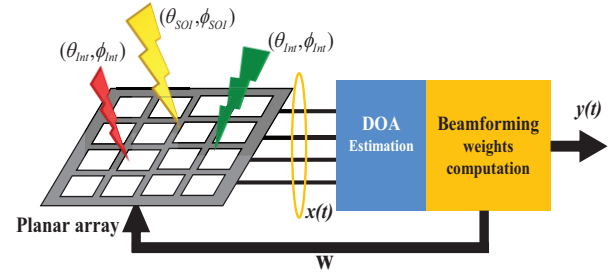 (θSOI,ϕSOI)
(θInt,ϕInt)
(θInt,ϕInt)
DOA
Estimation
Beamforming
weights
computation
y(t)
x(t)
Planar array
W